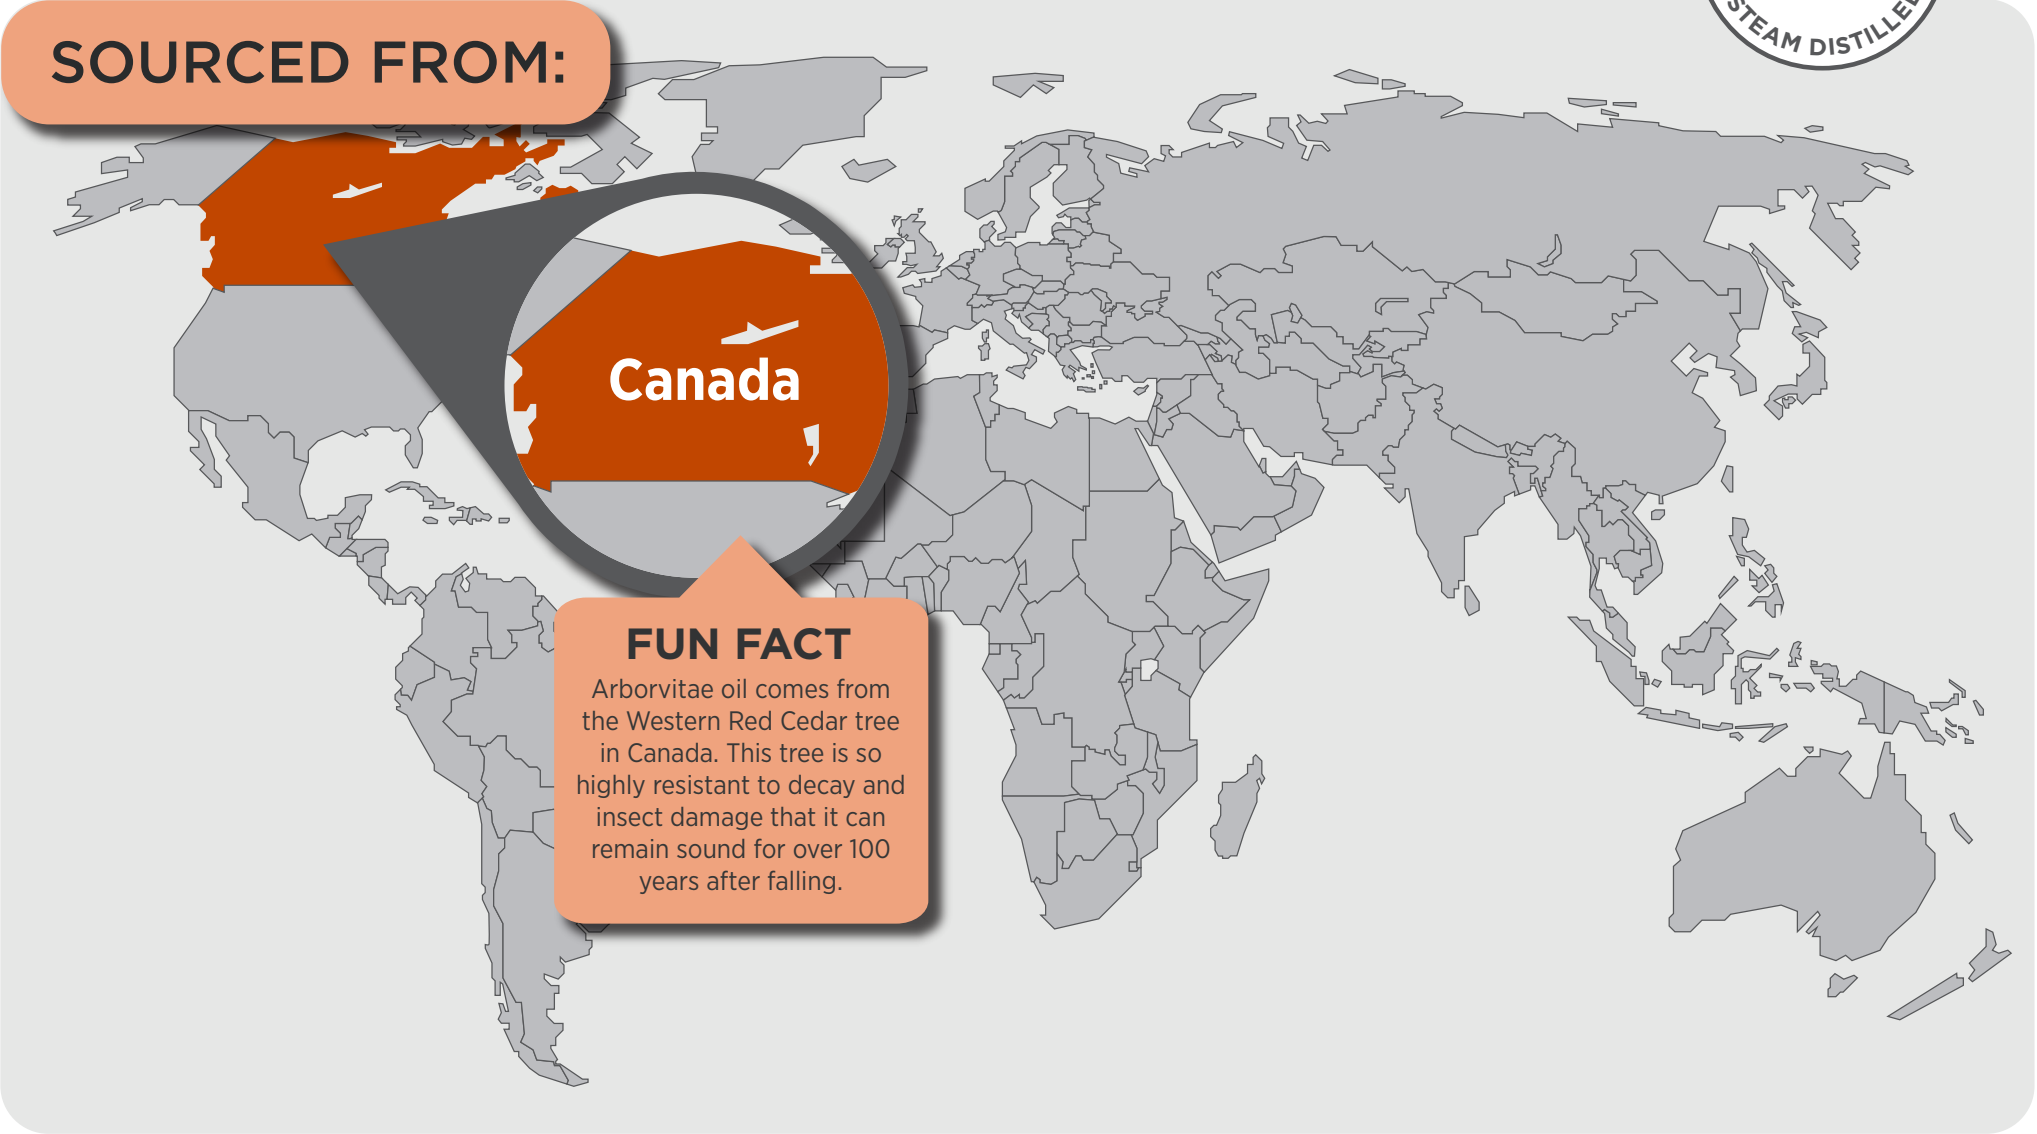 SOURCED FROM:
STEAM DISTILLED
Canada
FUN FACT
Arborvitae oil comes from
the Western Red Cedar tree
in Canada. This tree is so
highly resistant to decay and
insect damage that it can
remain sound for over 100
years after falling.